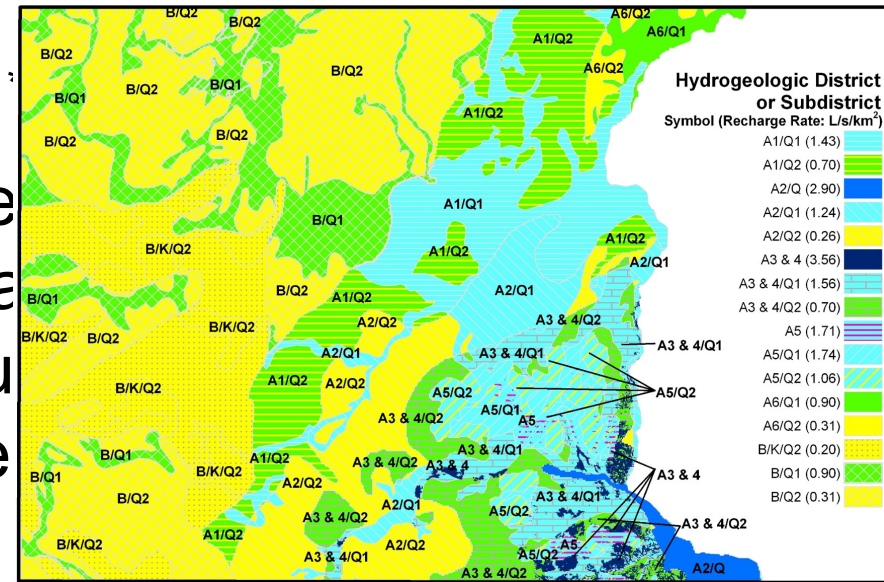 B/Q2
B/Q2
A6/Q2
A6/Q1
A1/Q2
B/Q2
A6/Q2
B/Q2
B/Q2
B/Q1
B/Q1
A1/Q2
B/Q2
B/Q2
e
a
u
e
B/Q1
A1/Q1
B/K/Q2
A1/Q2
A1/Q2
A2/Q1
B/Q2
A2/Q1
B/Q1
A1/Q2
A2/Q2
A3 & 4/Q2
B/K/Q2
B/K/Q2
B/Q2
A2/Q1
A3 & 4/Q1
A3 & 4/Q1
B/K/Q2
A1/Q2
A2/Q2
A5/Q2
A5/Q2
A5/Q1
A3 & 4/Q2
A5
B/Q1
A3 & 4/Q1
A1/Q2
A3 & 4/Q2
A3 & 4
B/Q1
B/K/Q2
A3 & 4
A2/Q2
B/Q2
A2/Q1
A3 & 4/Q1
A5/Q2
A3 & 4/Q2
A3 & 4/Q2
A1/Q2
B/K/Q2
A2/Q2
A5
A3 & 4/Q1
A5/Q2
A3 & 4/Q2
A2/Q
Hydrogeologic District
or Subdistrict
Symbol (Recharge Rate: L/s/km²)
A1/Q1 (1.43)
A1/Q2 (0.70)
A2/Q (2.90)
A2/Q1 (1.24)
A2/Q2 (0.26)
A3 & 4 (3.56)
A3 & 4/Q1 (1.56)
A3 & 4/Q2 (0.70)
A5 (1.71)
A5/Q1 (1.74)
A5/Q2 (1.06)
A6/Q1 (0.90)
A6/Q2 (0.31)
B/K/Q2 (0.20)
B/Q1 (0.90)
B/Q2 (0.31)